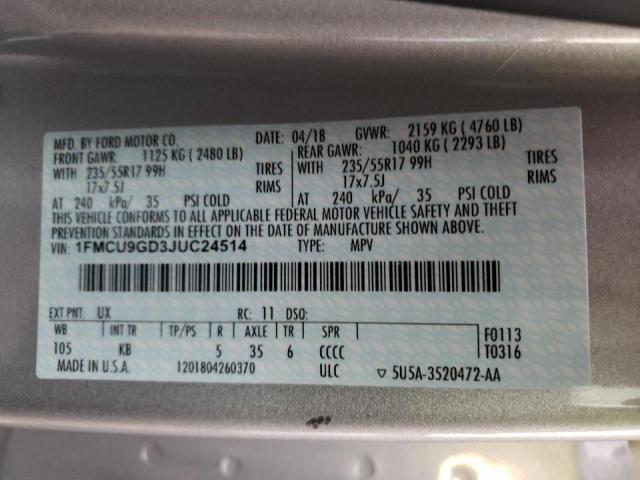 MFD. BY FORD MOTOR CO. DATE: 04/18 GVWR: 2159 KG ( 4760 LB)
FRONT GAWR: 1125 KG ( 2480 LB) REAR GAWR: 1040 KG ( 2293 LB)
WITH 235/55R17 99H TIRES WITH 235/55R17 99H TIRES
17x7.5J RIMS 17x7.5J RIMS
AT 240 kPa/ 35 PSI COLD AT 240 kPa/ 35 PSI COLD
THIS VEHICLE CONFORMS TO ALL APPLICABLE FEDERAL MOTOR VEHICLE SAFETY AND THEFT
PREVENTION STANDARDS IN EFFECT ON THE DATE OF MANUFACTURE SHOWN ABOVE.
VIN: 1FMCU9GD3JUC24514 TYPE: MPV
EXT PNT: UX RC: 11 DSO:
WB INT TR TP/PS R AXLE TR SPR F0113
105 KB 5 35 6 CCCC T0316
MADE IN U.S.A. 1201804260370 ULC ▽ 5U5A-3520472-AA